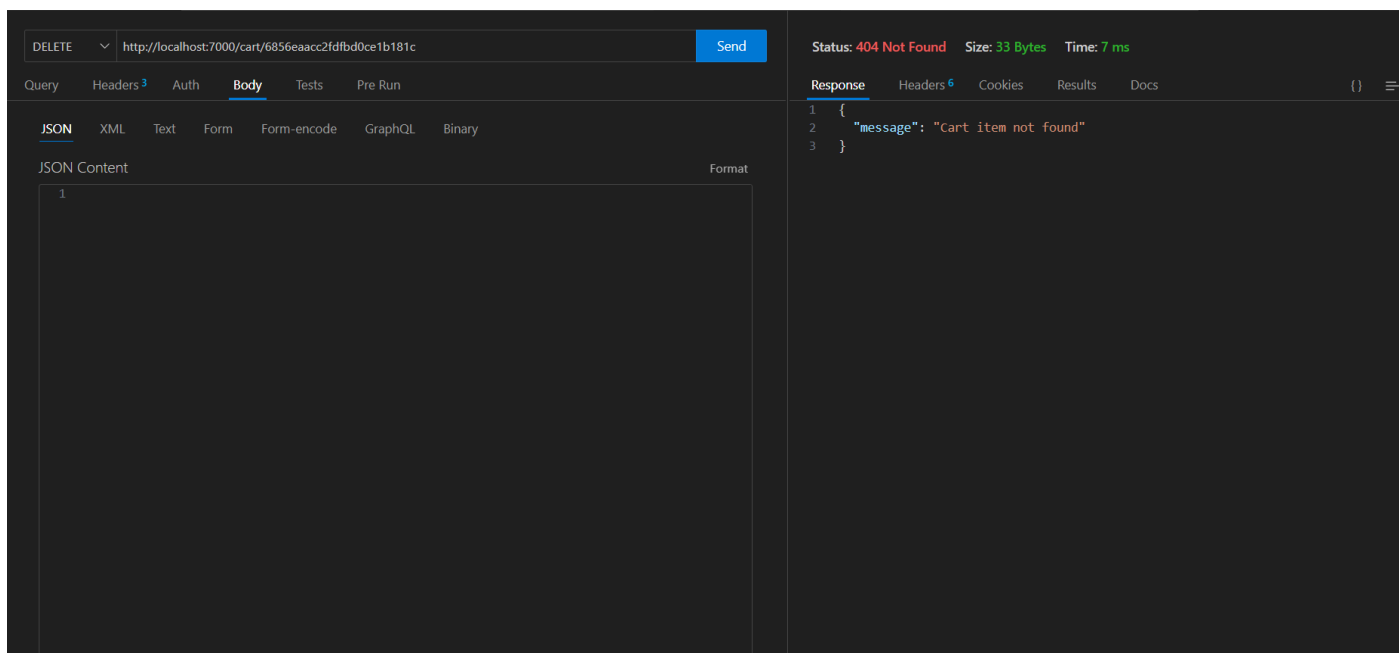 DELETE http://localhost:7000/cart/6856eaacc2fdfbd0ce1b181c Send
Query Headers 3 Auth Body Tests Pre Run
JSON XML Text Form Form-encode GraphQL Binary
JSON Content Format
1
Status: 404 Not Found Size: 33 Bytes Time: 7 ms
Response Headers 6 Cookies Results Docs {}
1 {
2 "message": "Cart item not found"
3 }